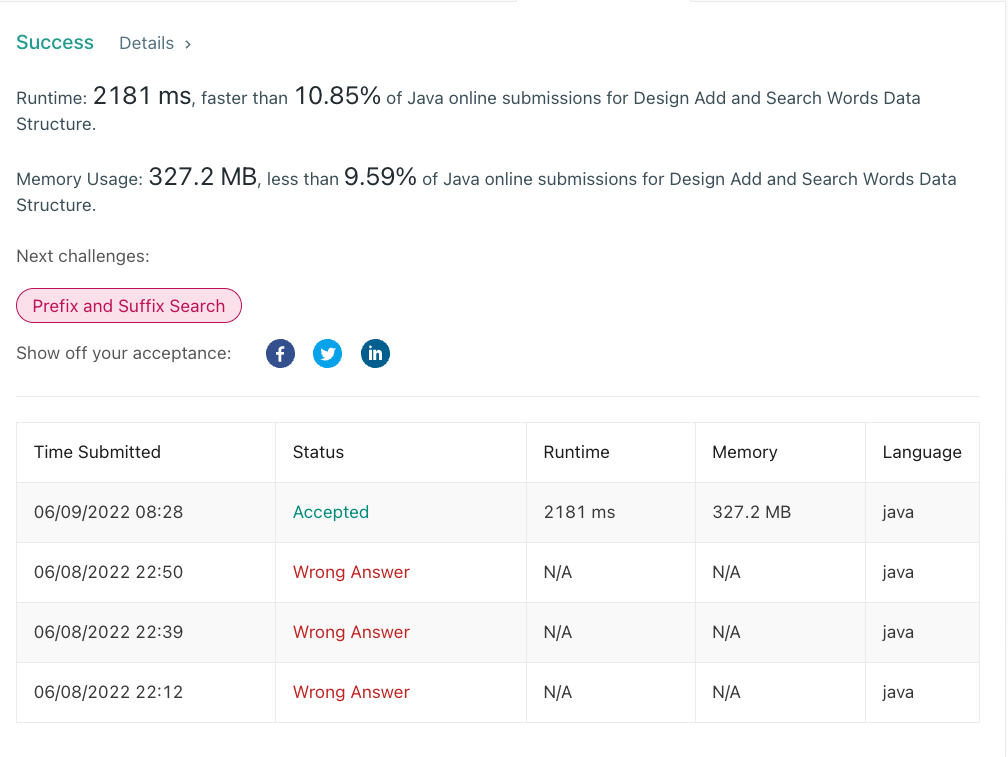 Success Details >
Runtime: 2181 ms, faster than 10.85% of Java online submissions for Design Add and Search Words Data
Structure.
Memory Usage: 327.2 MB, less than 9.59% of Java online submissions for Design Add and Search Words Data
Structure.
Next challenges:
Prefix and Suffix Search
Show off your acceptance: f in
Time Submitted Status Runtime Memory Language
06/09/2022 08:28 Accepted 2181 ms 327.2 MB java
06/08/2022 22:50 Wrong Answer N/A N/A java
06/08/2022 22:39 Wrong Answer N/A N/A java
06/08/2022 22:12 Wrong Answer N/A N/A java